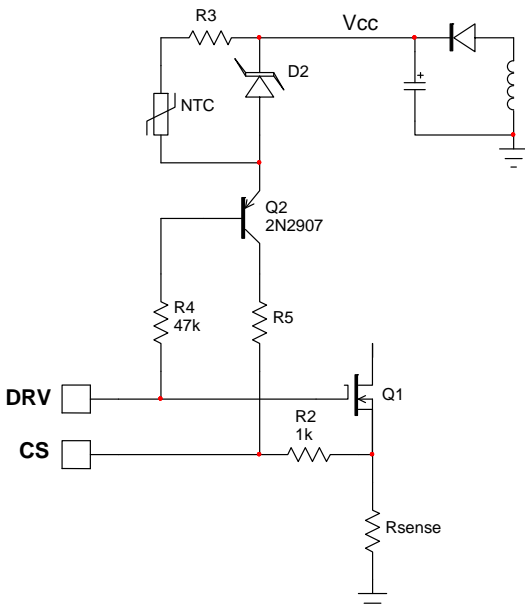 R3
Vcc
D2
+
NTC
Q2
2N2907
R4
47k
R5
DRV
Q1
R2
1k
CS
Rsense